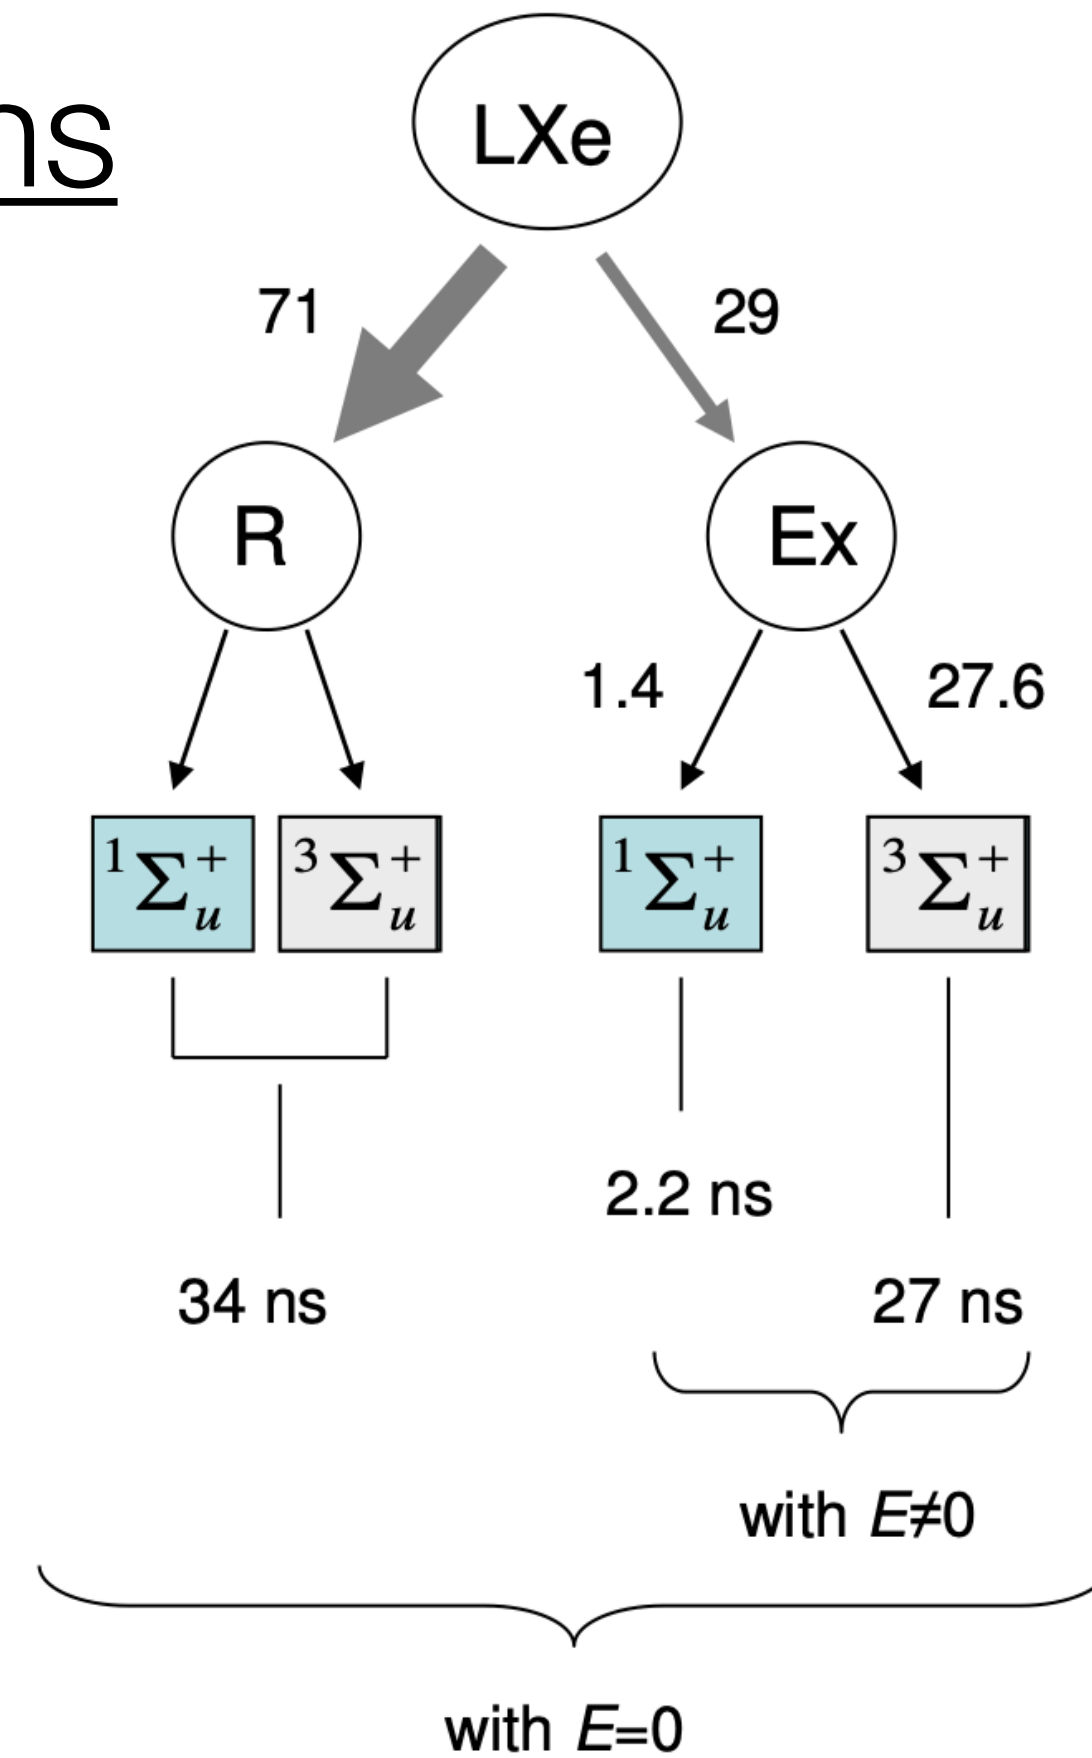 ns
LXe
71
29
R
Ex
1.4
27.6
¹Σᵤ⁺
³Σᵤ⁺
¹Σᵤ⁺
³Σᵤ⁺
2.2 ns
34 ns
27 ns
with E≠0
with E=0